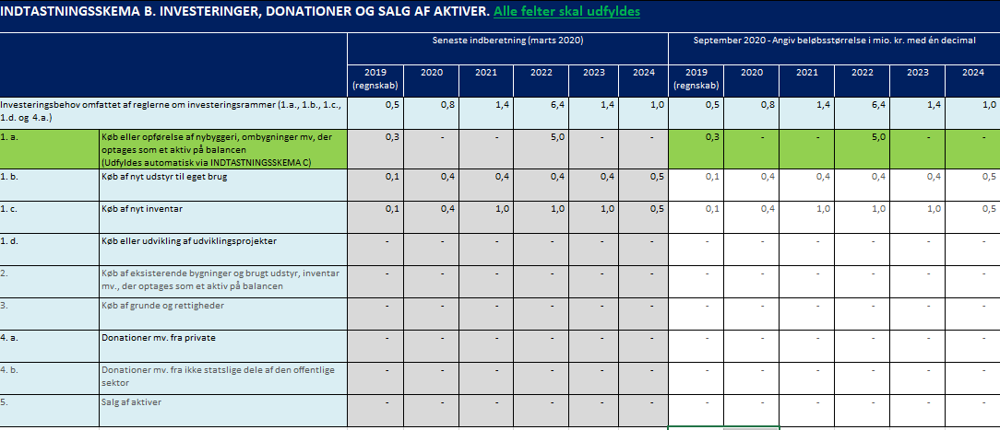 INDTASTNINGSSKEMA B. INVESTERINGER, DONATIONER OG SALG AF AKTIVER. Alle felter skal udfyldes
Seneste indberetning (marts 2020) September 2020 - Angiv beløbsstørrelse i mio. kr. med én decimal
2019 (regnskab) 2020 2021 2022 2023 2024 2019 (regnskab) 2020 2021 2022 2023 2024
Investeringsbehov omfattet af reglerne om investeringsrammer (1.a., 1.b., 1.c., 0,5 0,8 1,4 6,4 1,4 1,0 0,5 0,8 1,4 6,4 1,4 1,0
1.d. og 4.a.)
1. a. Køb eller opførelse af nybyggeri, ombygninger mv, der 0,3 - - 5,0 - - 0,3 - - 5,0 - -
optages som et aktiv på balancen
(Udfyldes automatisk via INDTASTNINGSSKEMA C)
1. b. Køb af nyt udstyr til eget brug 0,1 0,4 0,4 0,4 0,4 0,5 0,1 0,4 0,4 0,4 0,4 0,5
1. c. Køb af nyt inventar 0,1 0,4 1,0 1,0 1,0 0,5 0,1 0,4 1,0 1,0 1,0 0,5
1. d. Køb eller udvikling af udviklingsprojekter - - - - - - - - - - - -
2. Køb af eksisterende bygninger og brugt udstyr, inventar - - - - - - - - - - - -
mv., der optages som et aktiv på balancen
3. Køb af grunde og rettigheder - - - - - - - - - - - -
4. a. Donationer mv. fra private - - - - - - - - - - - -
4. b. Donationer mv. fra ikke statslige dele af den offentlige - - - - - - - - - - - -
sektor
5. Salg af aktiver - - - - - - - - - - - -